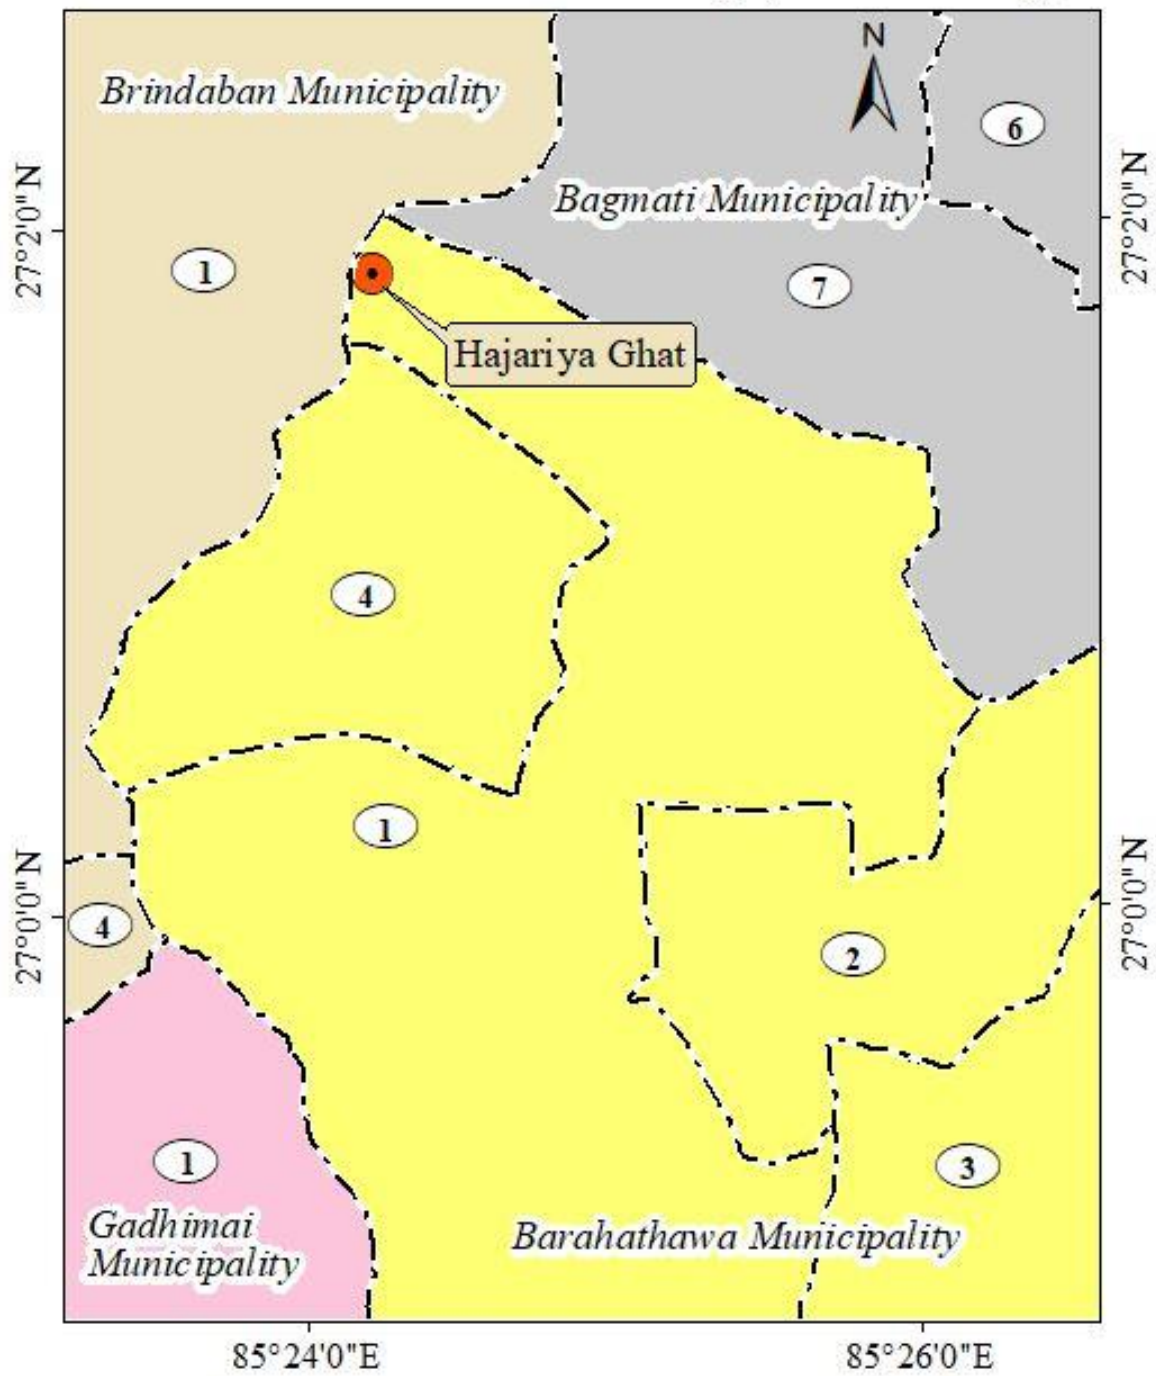 N
Brindaban Municipality
6
27°2'0"N
Bagmati Municipality
27°2'0"N
1
7
Hajariya Ghat
4
1
27°0'0"N
4
2
27°0'0"N
1
3
Gadhimai
Municipality
Barahathawa Municipality
85°24'0"E
85°26'0"E